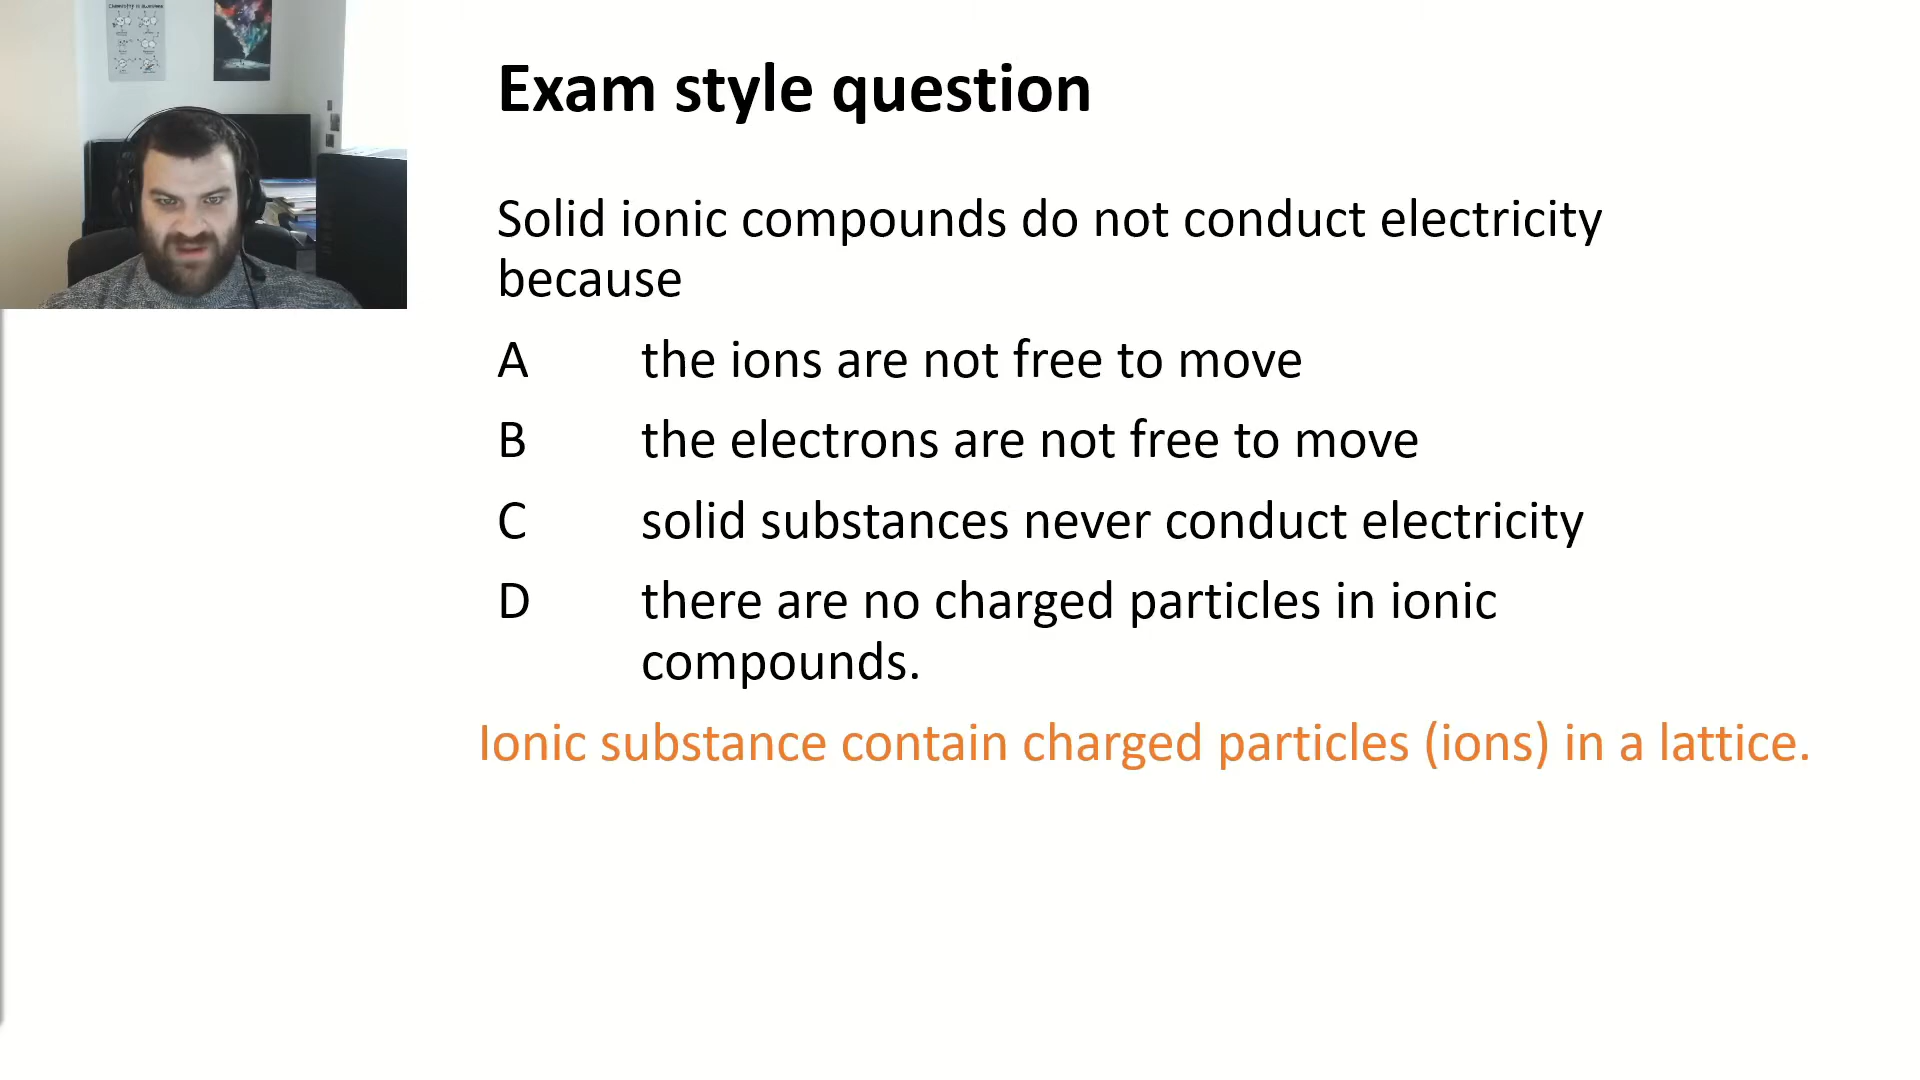 Exam style question
Solid ionic compounds do not conduct electricity
because
A the ions are not free to move
B the electrons are not free to move
C solid substances never conduct electricity
D there are no charged particles in ionic
compounds.
Ionic substance contain charged particles (ions) in a lattice.